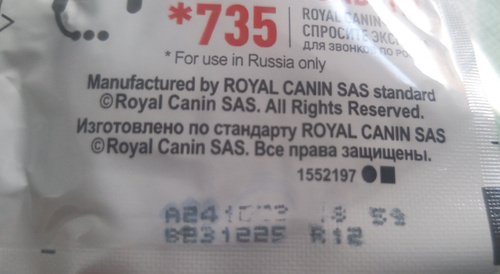 *735
ROYAL CANIN
СПРОСИТЕ
ДЛЯ ЗВОНКОВ ПО
* For use in Russia only
Manufactured by ROYAL CANIN SAS standard
©Royal Canin SAS. All Rights Reserved.
Изготовлено по стандарту ROYAL CANIN SAS
©Royal Canin SAS. Все права защищены.
1552197
59
R12